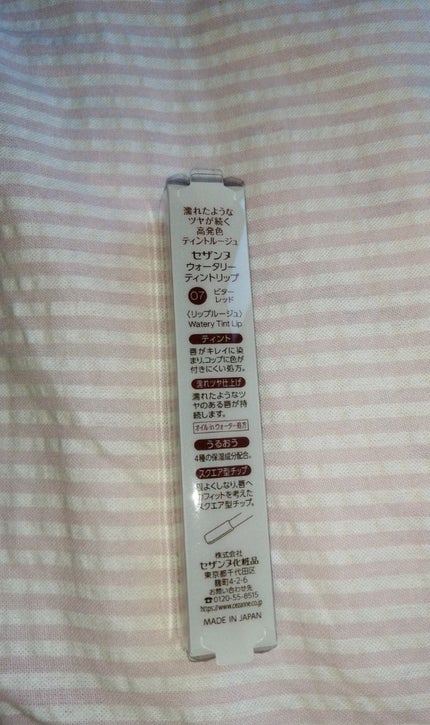 濡れたような
ツヤが続く
高発色
ティントルージュ
セザンヌ
ウォータリー
ティントリップ
07 ビター
レッド
〈リップルージュ〉
Watery Tint Lip
ティント
唇がキレイに染
まり、コップに色が
付きにくい処方。
濡れツヤ仕上げ
濡れたようなツ
ヤのある唇が持
続します。
オイル in ウォーター処方
うるおう
4種の保湿成分配合。
スクエア型チップ
よくしなり、唇へ
フィットを考えた
スクエア型チップ。
株式会社
セザンヌ化粧品
東京都千代田区
麹町4-2-6
お問い合わせ先
☎0120-55-8515
https://www.cezanne.co.jp
MADE IN JAPAN